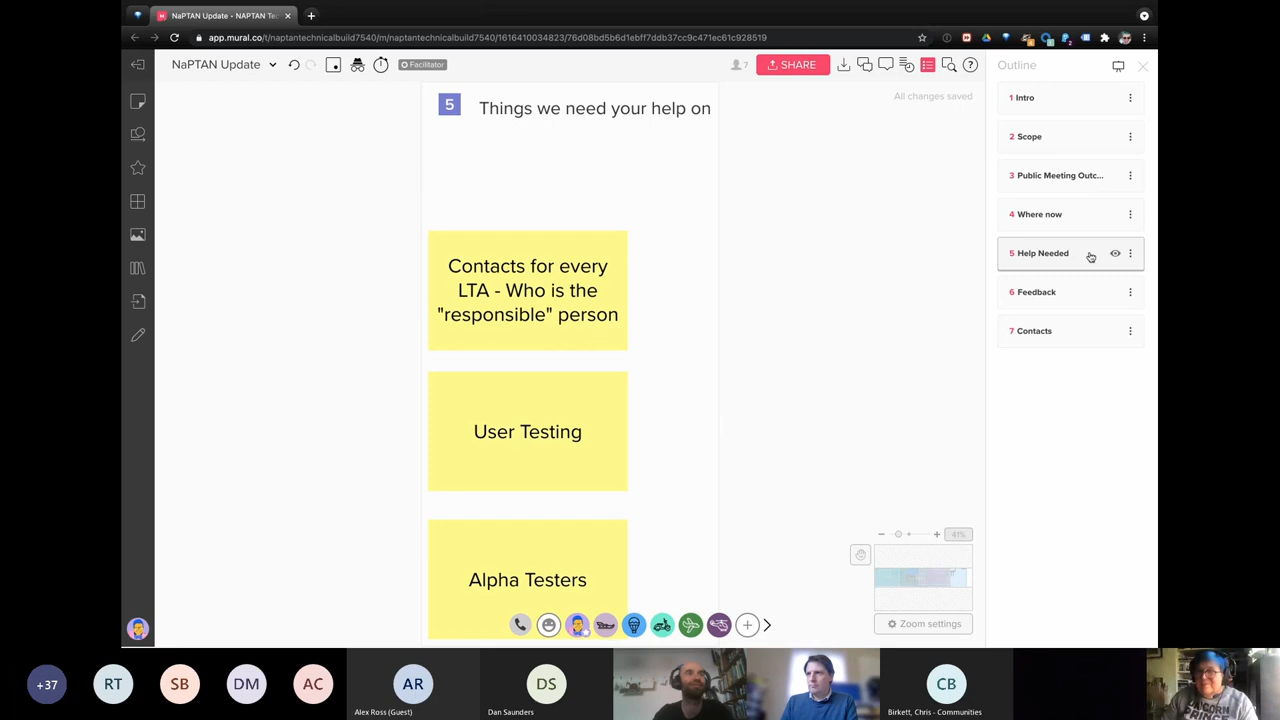 NaPTAN Update • NAPTAN Te
app.mural.co/t/naptantechnicalbuild7540/m/naptantechnicalbuild7540/1616410034823/76d08bd5b6d1ebff7ddb37cc9c471ec61c928519
NaPTAN Update
Facilitator
7
SHARE
Outline
All changes saved
5 Things we need your help on
Contacts for every
LTA - Who is the
"responsible" person
User Testing
Alpha Testers
1 Intro
2 Scope
3 Public Meeting Outc...
4 Where now
5 Help Needed
6 Feedback
7 Contacts
41%
Zoom settings
+37
RT
SB
DM
AC
AR
Alex Ross (Guest)
DS
Dan Saunders
CB
Birkett, Chris - Communities